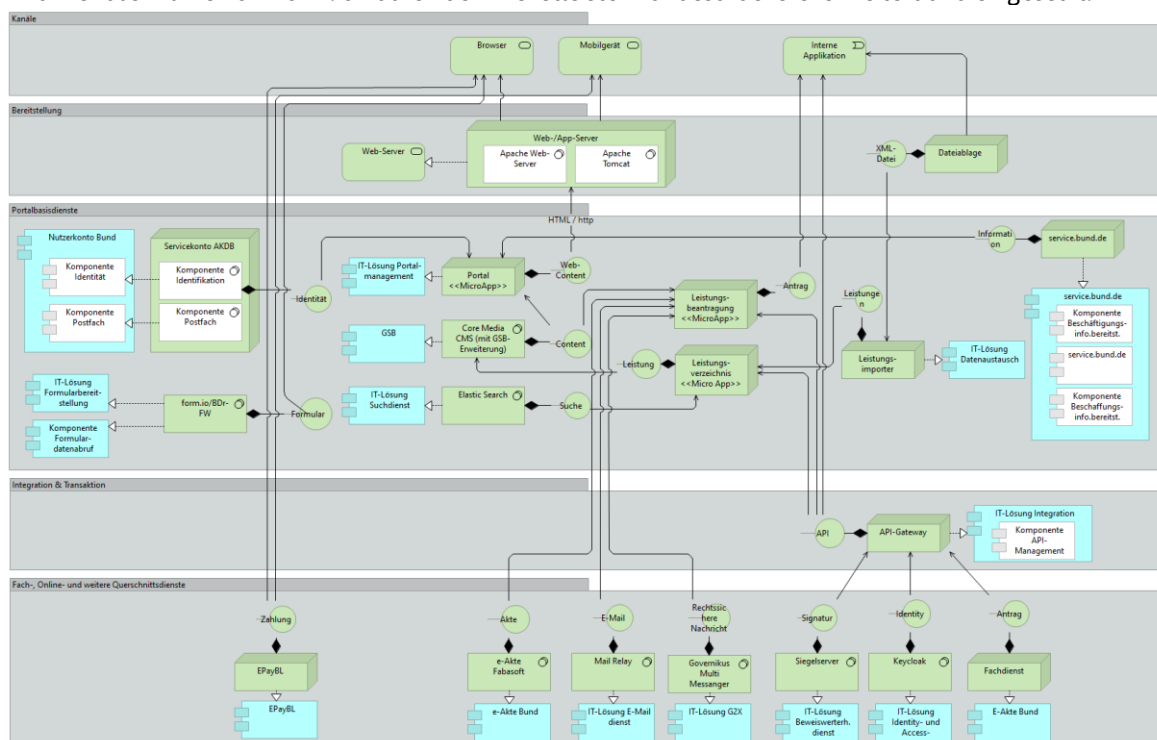 Kanäle
Browser
Mobilgerät
Interne
Applikation
Bereitstellung
Web-/App-Server
Web-Server
Apache Web-
Server
Apache
Tomcat
XML-
Datei
Dateiablage
HTML / http
Portalbasisdienste
Nutzerkonto Bund
Komponente
Identität
Komponente
Postfach
Servicekonto AKDB
Komponente
Identifikation
Komponente
Postfach
Identität
IT-Lösung Portal-
management
Portal
<<MicroApp>>
Web-
Content
Informati
on
service.bund.de
Leistungs-
beantragung
<<MicroApp>>
Antrag
Leistunge
n
service.bund.de
Komponente
Beschäftigungs-
info.bereitst.
service.bund.de
Komponente
Beschaffungs-
info.bereitst.
GSB
Core Media
CMS (mit GSB-
Erweiterung)
Content
Leistung
Leistungs-
verzeichnis
<<Micro App>>
Leistungs-
importer
IT-Lösung
Datenaustausch
IT-Lösung
Formularbereit-
stellung
Komponente
Formular-
datenabruf
form.io/BDr-
FW
Formular
IT-Lösung
Suchdienst
Elastic Search
Suche
Integration & Transaktion
API
API-Gateway
IT-Lösung Integration
Komponente
API-
Management
Fach-, Online- und weitere Querschnittsdienste
Zahlung
Akte
E-Mail
Rechtssic
here
Nachricht
Signatur
Identity
Antrag
EPayBL
e-Akte
Fabasoft
Mail Relay
Governikus
Multi
Messanger
Siegelserver
Keycloak
Fachdienst
EPayBL
e-Akte Bund
IT-Lösung E-Mail
dienst
IT-Lösung G2X
IT-Lösung
Beweiswerterh.
dienst
IT-Lösung
Identity- und
Access-
E-Akte Bund